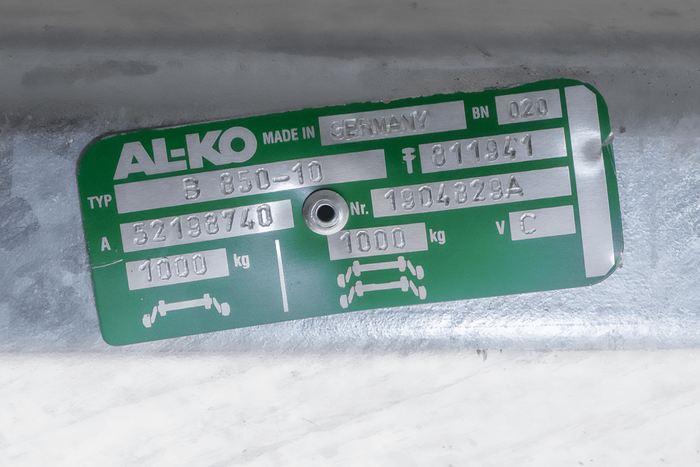 AL-KO MADE IN GERMANY BN 020
TYP B 850-10 811941
A 52198740 Nr. 1904829A
1000 kg 1000 kg V C